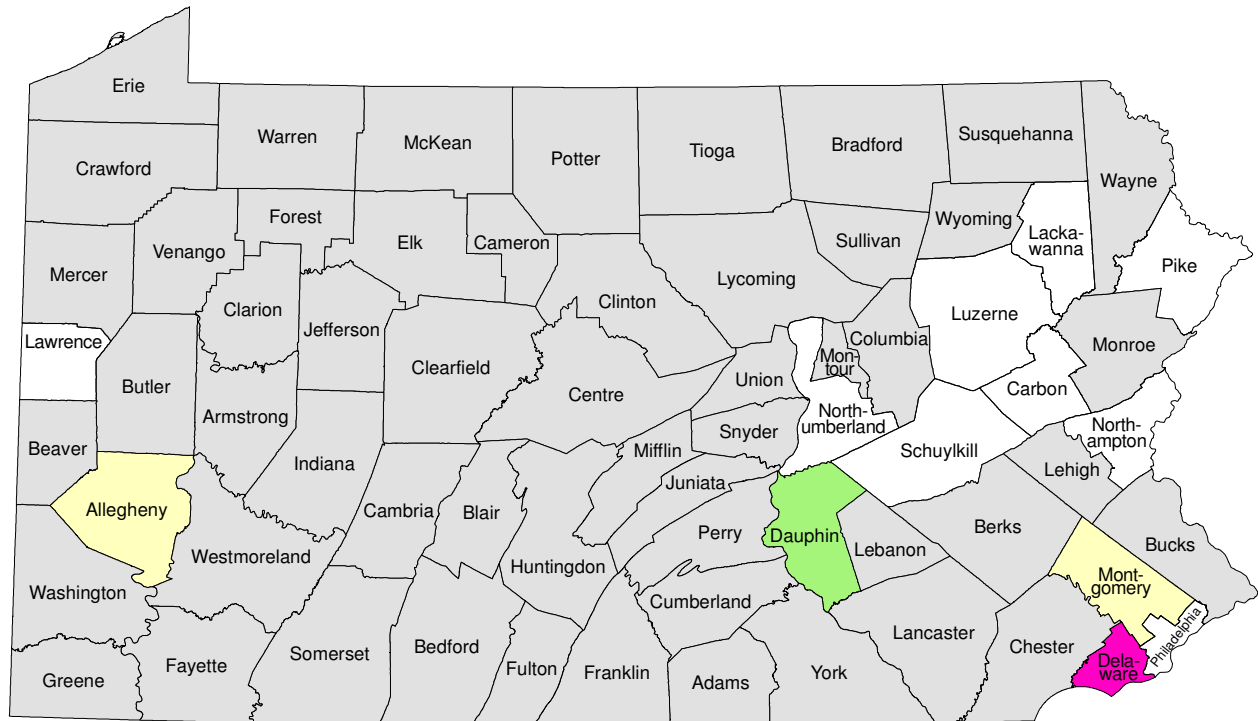 Erie
Warren
McKean
Potter
Tioga
Bradford
Susquehanna
Wayne
Crawford
Forest
Venango
Elk
Cameron
Sullivan
Wyoming
Lacka-
wanna
Pike
Mercer
Clarion
Jefferson
Clinton
Lycoming
Luzerne
Lawrence
Butler
Armstrong
Clearfield
Centre
Union
Mon-
tour
Columbia
Monroe
Carbon
Beaver
Indiana
Mifflin
Snyder
North-
umberland
Schuylkill
North-
ampton
Lehigh
Allegheny
Cambria
Blair
Juniata
Perry
Dauphin
Lebanon
Berks
Bucks
Washington
Westmoreland
Huntingdon
Cumberland
Mont-
gomery
Philadelphia
Greene
Fayette
Somerset
Bedford
Fulton
Franklin
Adams
York
Lancaster
Chester
Dela-
ware